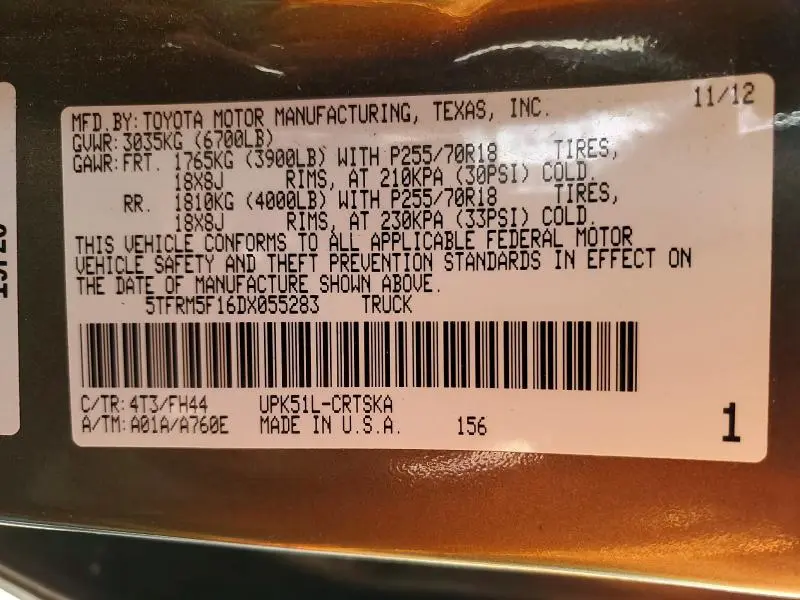 MFD.BY: TOYOTA MOTOR MANUFACTURING, TEXAS, INC. 11/12
GVWR: 3035KG (6700LB)
GAWR: FRT. 1765KG (3900LB) WITH P255/70R18 TIRES,
18X8J RIMS, AT 210KPA (30PSI) COLD.
RR. 1810KG (4000LB) WITH P255/70R18 TIRES,
18X8J RIMS, AT 230KPA (33PSI) COLD.
THIS VEHICLE CONFORMS TO ALL APPLICABLE FEDERAL MOTOR
VEHICLE SAFETY AND THEFT PREVENTION STANDARDS IN EFFECT ON
THE DATE OF MANUFACTURE SHOWN ABOVE.
5TFRM5F16DX055283 TRUCK
C/TR: 4T3/FH44 UPK51L-CRTSKA
A/TM: A01A/A760E MADE IN U.S.A. 156 1